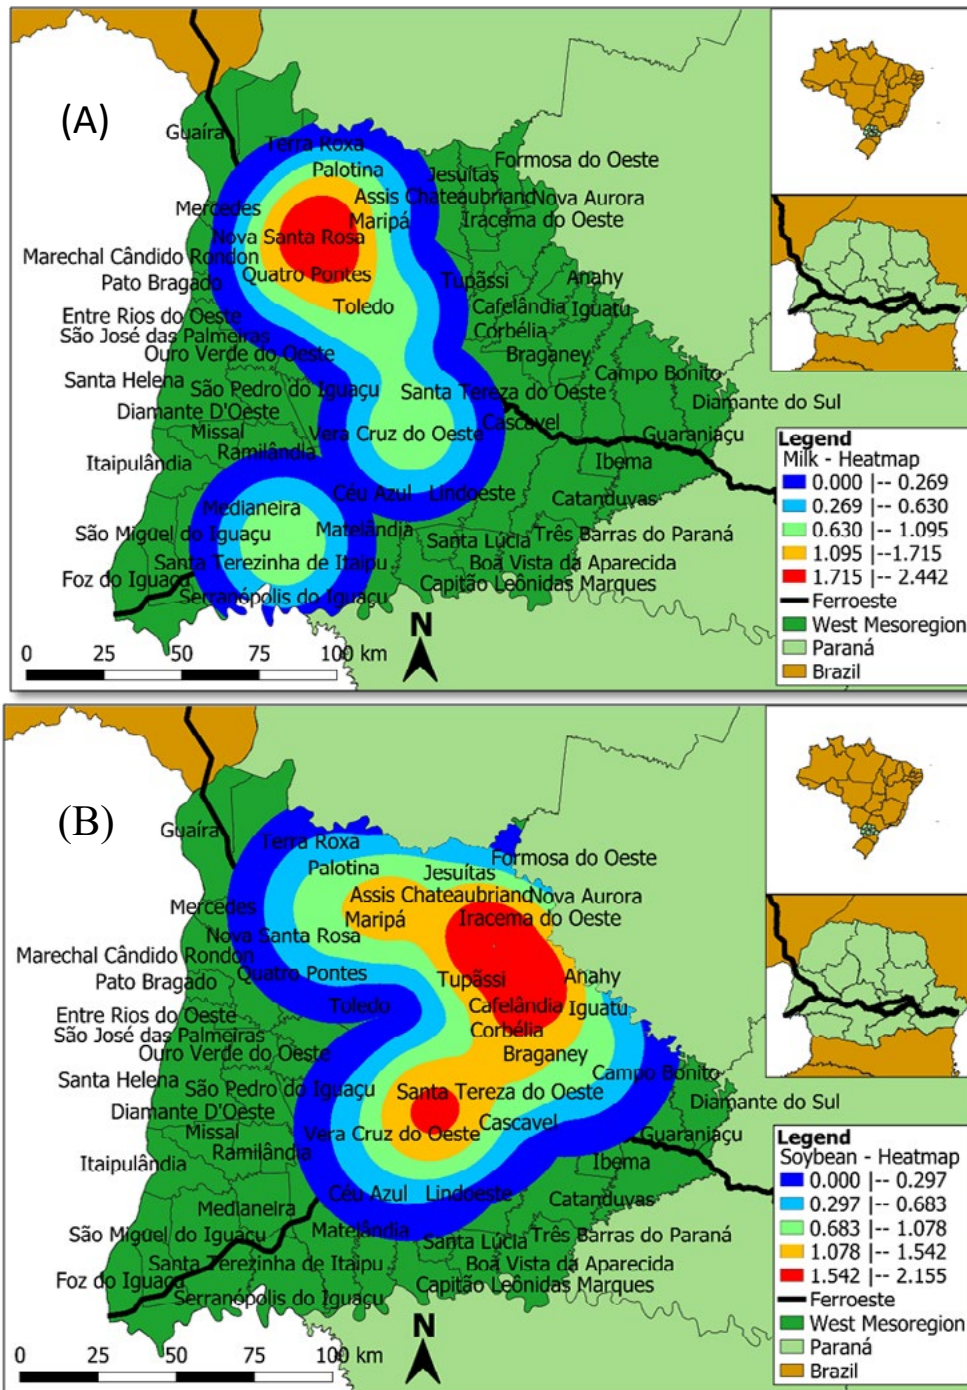 (A)
Guaíra
Terra Roxa
Formosa do Oeste
Palotina
Jesuítas
Assis Chateaubriand
Nova Aurora
Mercedes
Maripá
Iracema do Oeste
Nova Santa Rosa
Marechal Cândido Rondon
Quatro Pontes
Pato Bragado
Tupãssi
Anahy
Toledo
Cafelândia
Iguatu
Entre Rios do Oeste
Corbélia
São José das Palmeiras
Ouro Verde do Oeste
Braganey
Campo Bonito
Santa Helena
São Pedro do Iguaçu
Santa Tereza do Oeste
Diamante do Sul
Diamante D'Oeste
Cascavel
Missal
Vera Cruz do Oeste
Guaraniaçu
Ramilândia
Itaipulândia
Ibema
Céu Azul
Lindoeste
Catanduvas
Medianeira
São Miguel do Iguaçu
Matelândia
Santa Lúcia
Três Barras do Paraná
Santa Terezinha de Itaipu
Boa Vista da Aparecida
Foz do Iguaçu
Capitão Leônidas Marques
Serranópolis do Iguaçu
N
0 25 50 75 100 km
Legend
Milk - Heatmap
0.000 |-- 0.269
0.269 |-- 0.630
0.630 |-- 1.095
1.095 |--1.715
1.715 |-- 2.442
Ferroeste
West Mesoregion
Paraná
Brazil
(B)
Guaíra
Terra Roxa
Formosa do Oeste
Palotina
Jesuítas
Assis Chateaubriand
Nova Aurora
Mercedes
Maripá
Iracema do Oeste
Nova Santa Rosa
Marechal Cândido Rondon
Quatro Pontes
Pato Bragado
Tupãssi
Anahy
Toledo
Cafelândia
Iguatu
Entre Rios do Oeste
Corbélia
São José das Palmeiras
Ouro Verde do Oeste
Braganey
Campo Bonito
Santa Helena
São Pedro do Iguaçu
Santa Tereza do Oeste
Diamante do Sul
Diamante D'Oeste
Cascavel
Missal
Vera Cruz do Oeste
Guaraniaçu
Ramilândia
Itaipulândia
Ibema
Céu Azul
Lindoeste
Catanduvas
Medianeira
São Miguel do Iguaçu
Matelândia
Santa Lúcia
Três Barras do Paraná
Santa Terezinha de Itaipu
Boa Vista da Aparecida
Foz do Iguaçu
Capitão Leônidas Marques
Serranópolis do Iguaçu
N
0 25 50 75 100 km
Legend
Soybean - Heatmap
0.000 |-- 0.297
0.297 |-- 0.683
0.683 |-- 1.078
1.078 |-- 1.542
1.542 |-- 2.155
Ferroeste
West Mesoregion
Paraná
Brazil